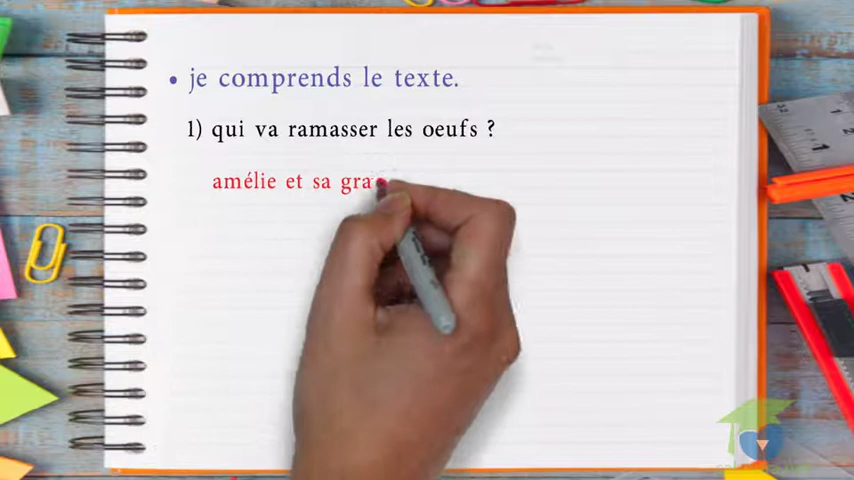 • je comprends le texte.
1) qui va ramasser les oeufs ?
amélie et sa gra